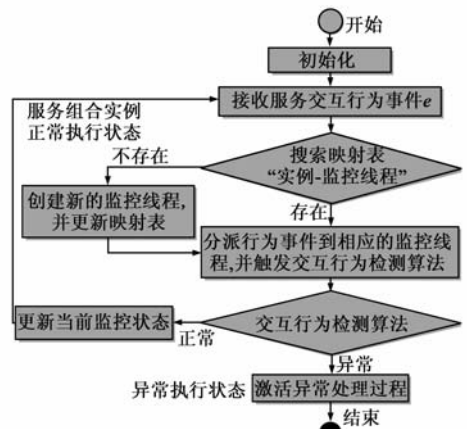 开始
初始化
接收服务交互行为事件e
服务组合实例
正常执行状态
搜索映射表
“实例-监控线程”
不存在
存在
创建新的监控线程,
并更新映射表
分派行为事件到相应的监控线
程,并触发交互行为检测算法
更新当前监控状态
正常
交互行为检测算法
异常
异常执行状态
激活异常处理过程
结束